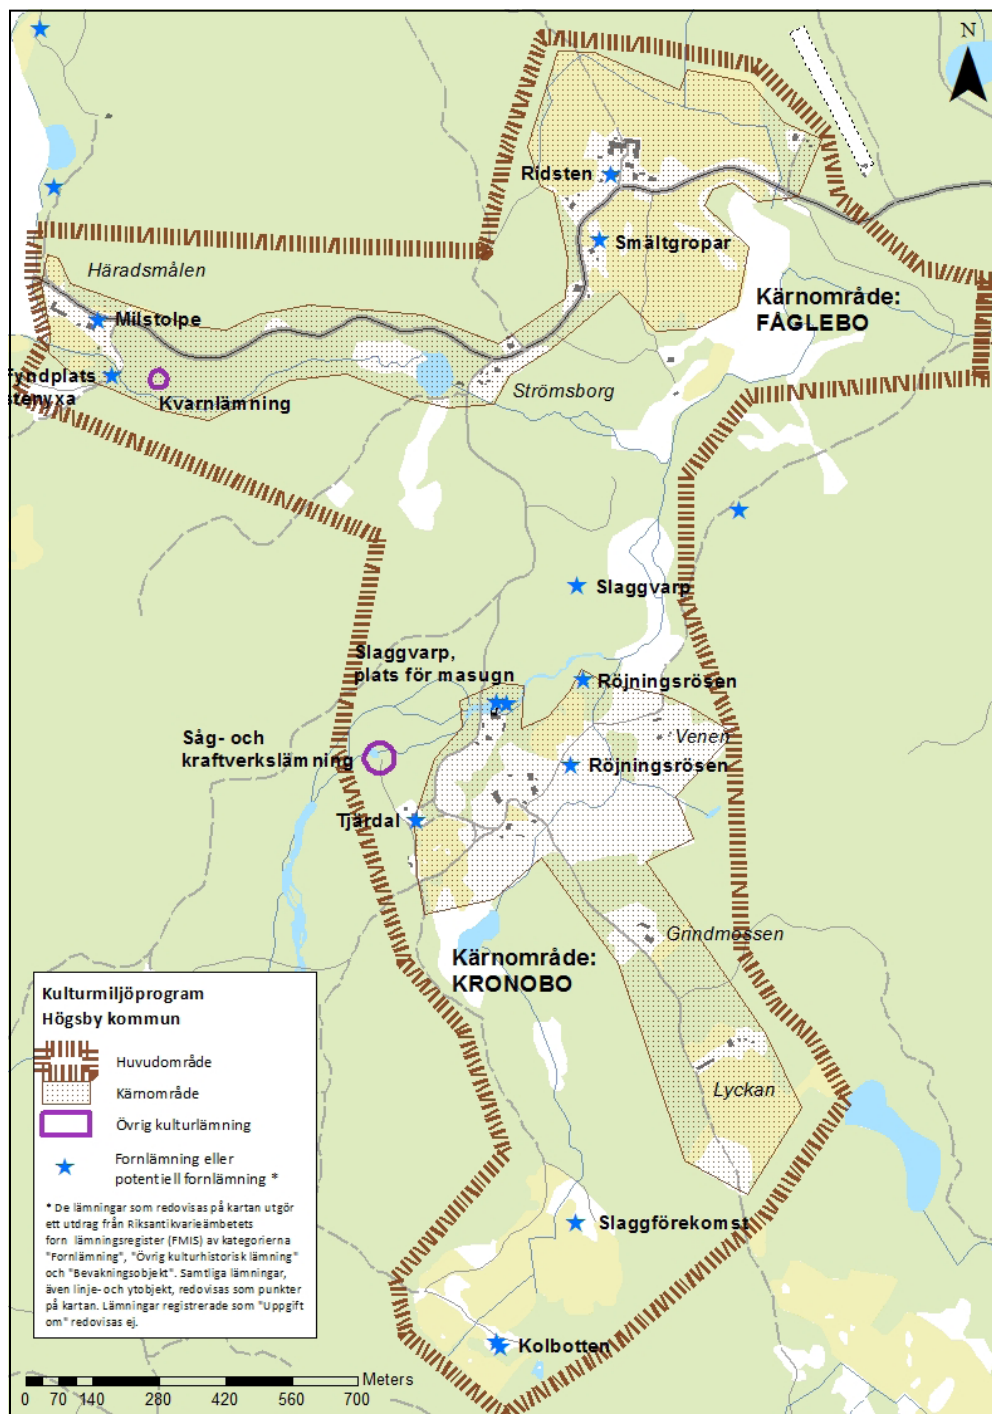 N
Ridsten
Smältgropar
Häradsmålen
Kärnområde:
FÅGLEBO
Milstolpe
Fyndplats
stenyxa
Kvarnlämning
Strömsborg
Slaggvarp
Slaggvarp,
plats för masugn
Röjningsrösen
Såg- och
kraftverkslämning
Venen
Röjningsrösen
Tjärdal
Grindmossen
Kärnområde:
KRONOBO
Lyckan
Slaggförekomst
Kolbotten
Kulturmiljöprogram
Högsby kommun
Huvudområde
Kärnområde
Övrig kulturlämning
Fornlämning eller
potentiell fornlämning *
* De lämningar som redovisas på kartan utgör
ett utdrag från Riksantikvarieämbetets
forn lämningsregister (FMIS) av kategorierna
"Fornlämning", "Övrig kulturhistorisk lämning"
och "Bevakningsobjekt". Samtliga lämningar,
även linje- och ytobjekt, redovisas som punkter
på kartan. Lämningar registrerade som "Uppgift
om" redovisas ej.
Meters
0 70 140 280 420 560 700